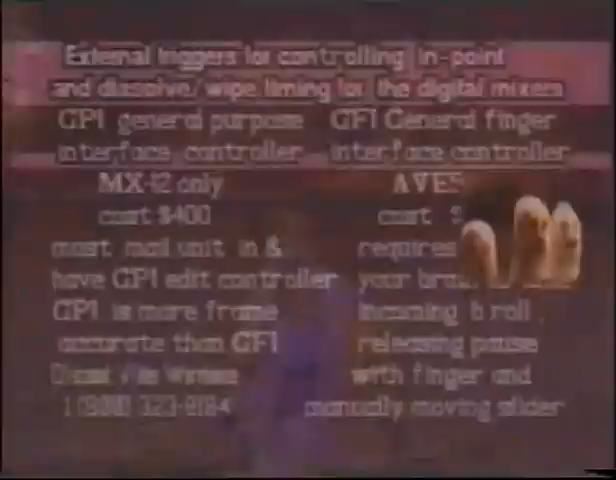 External triggers for controlling in-point
and dissolve/wipe timing for the digital mixers
GPI general purpose
interface controller
MX-12 only
cost $400
must mail unit in &
have GPI edit controller
GPI is more frame
accurate than GFI
1 (800) 323-
GFI General finger
interface controller
AVE5
cost $
requires
your
incoming b roll
releasing pause
with finger and
manually moving slider